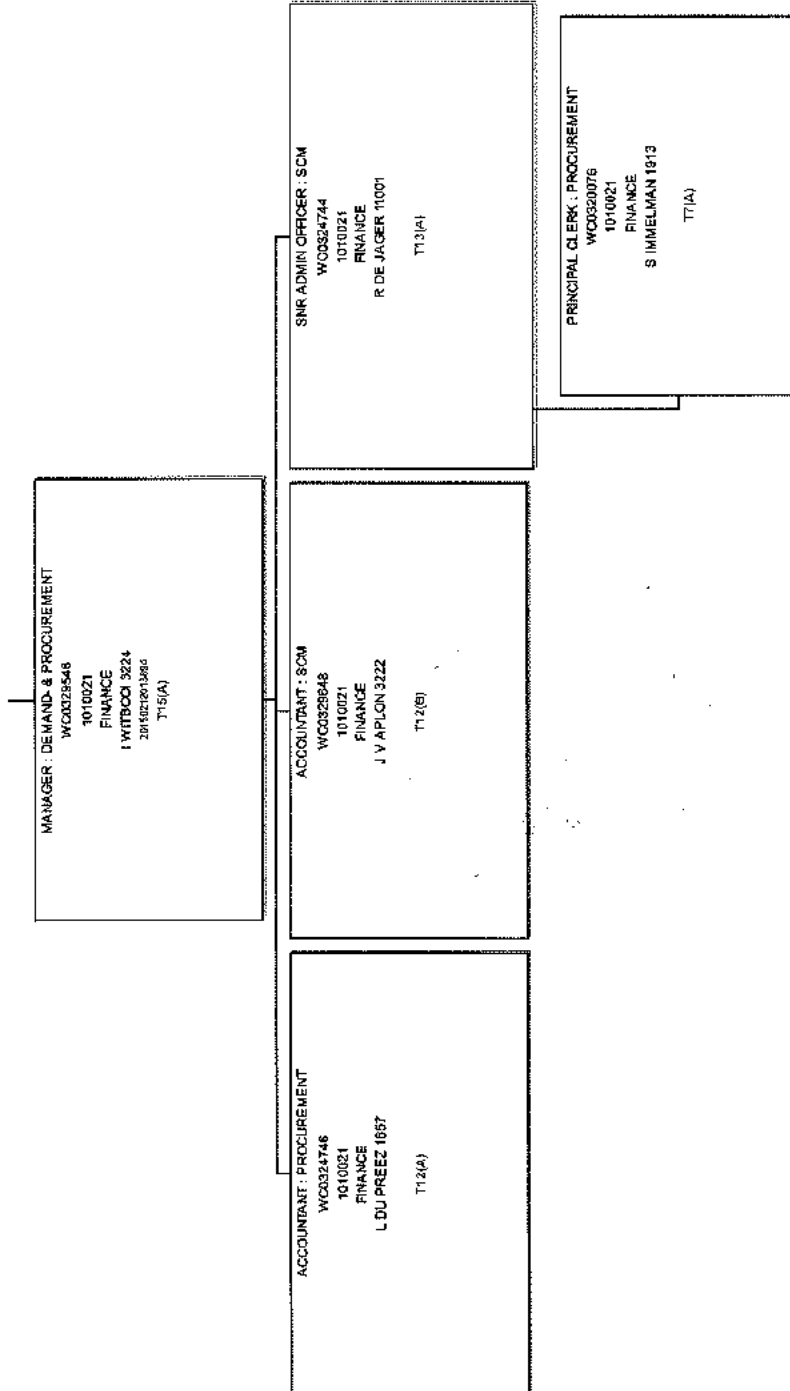 MANAGER : DEMAND- & PROCUREMENT
WC0329546
1010021
FINANCE
I WITBOOI 3224
T15(A)
ACCOUNTANT : PROCUREMENT
WC0324746
1010021
FINANCE
L DU PREEZ 1657
T12(A)
ACCOUNTANT : SCM
WC0329648
1010021
FINANCE
J V APLON 3222
T12(B)
SNR ADMIN OFFICER : SCM
WC0324744
1010021
FINANCE
R DE JAGER 11001
T13(A)
PRINCIPAL CLERK : PROCUREMENT
WC0320076
1010021
FINANCE
S IMMELMAN 1913
T7(A)